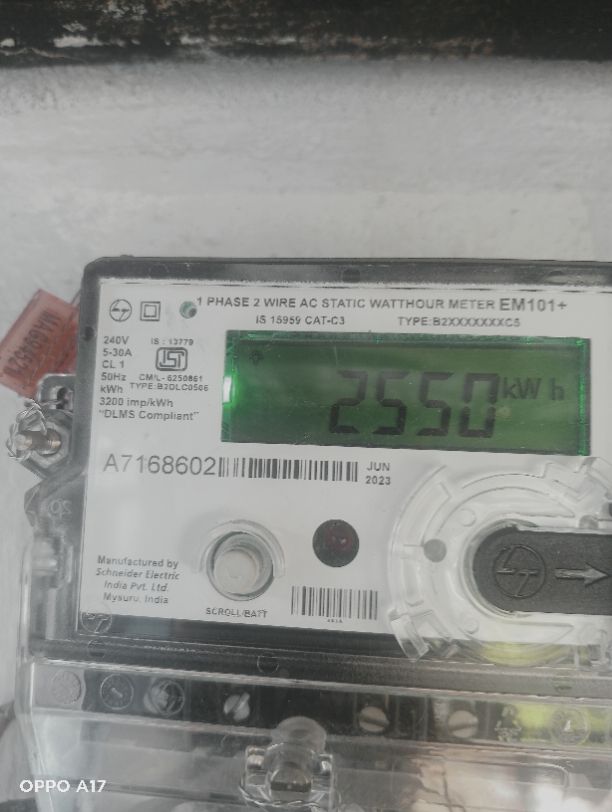 1 PHASE 2 WIRE AC STATIC WATTHOUR METER EM101+
IS 15959 CAT-C3 TYPE:B2XXXXXXXC5
240V
5-30A
CL 1
50Hz
kWh
3200 imp/kWh
"DLMS Compliant"
IS : 13779
ISI
CM/L- 6250861
TYPE:B2DLC0506
2550 kWh
A7168602
JUN
2023
Manufactured by
Schneider Electric
India Pvt. Ltd.
Mysuru, India
SCROLL/BATT
OPPO A17